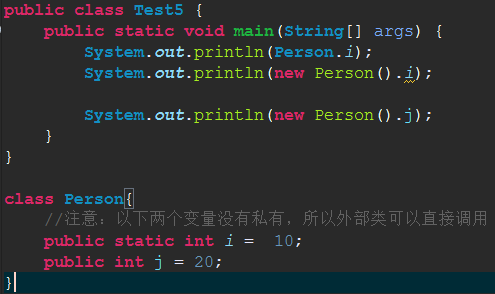 public class Test5 {
    public static void main(String[] args) {
        System.out.println(Person.i);
        System.out.println(new Person().i);

        System.out.println(new Person().j);
    }
}

class Person{
    //注意：以下两个变量没有私有，所以外部类可以直接调用
    public static int i =  10;
    public int j = 20;
}